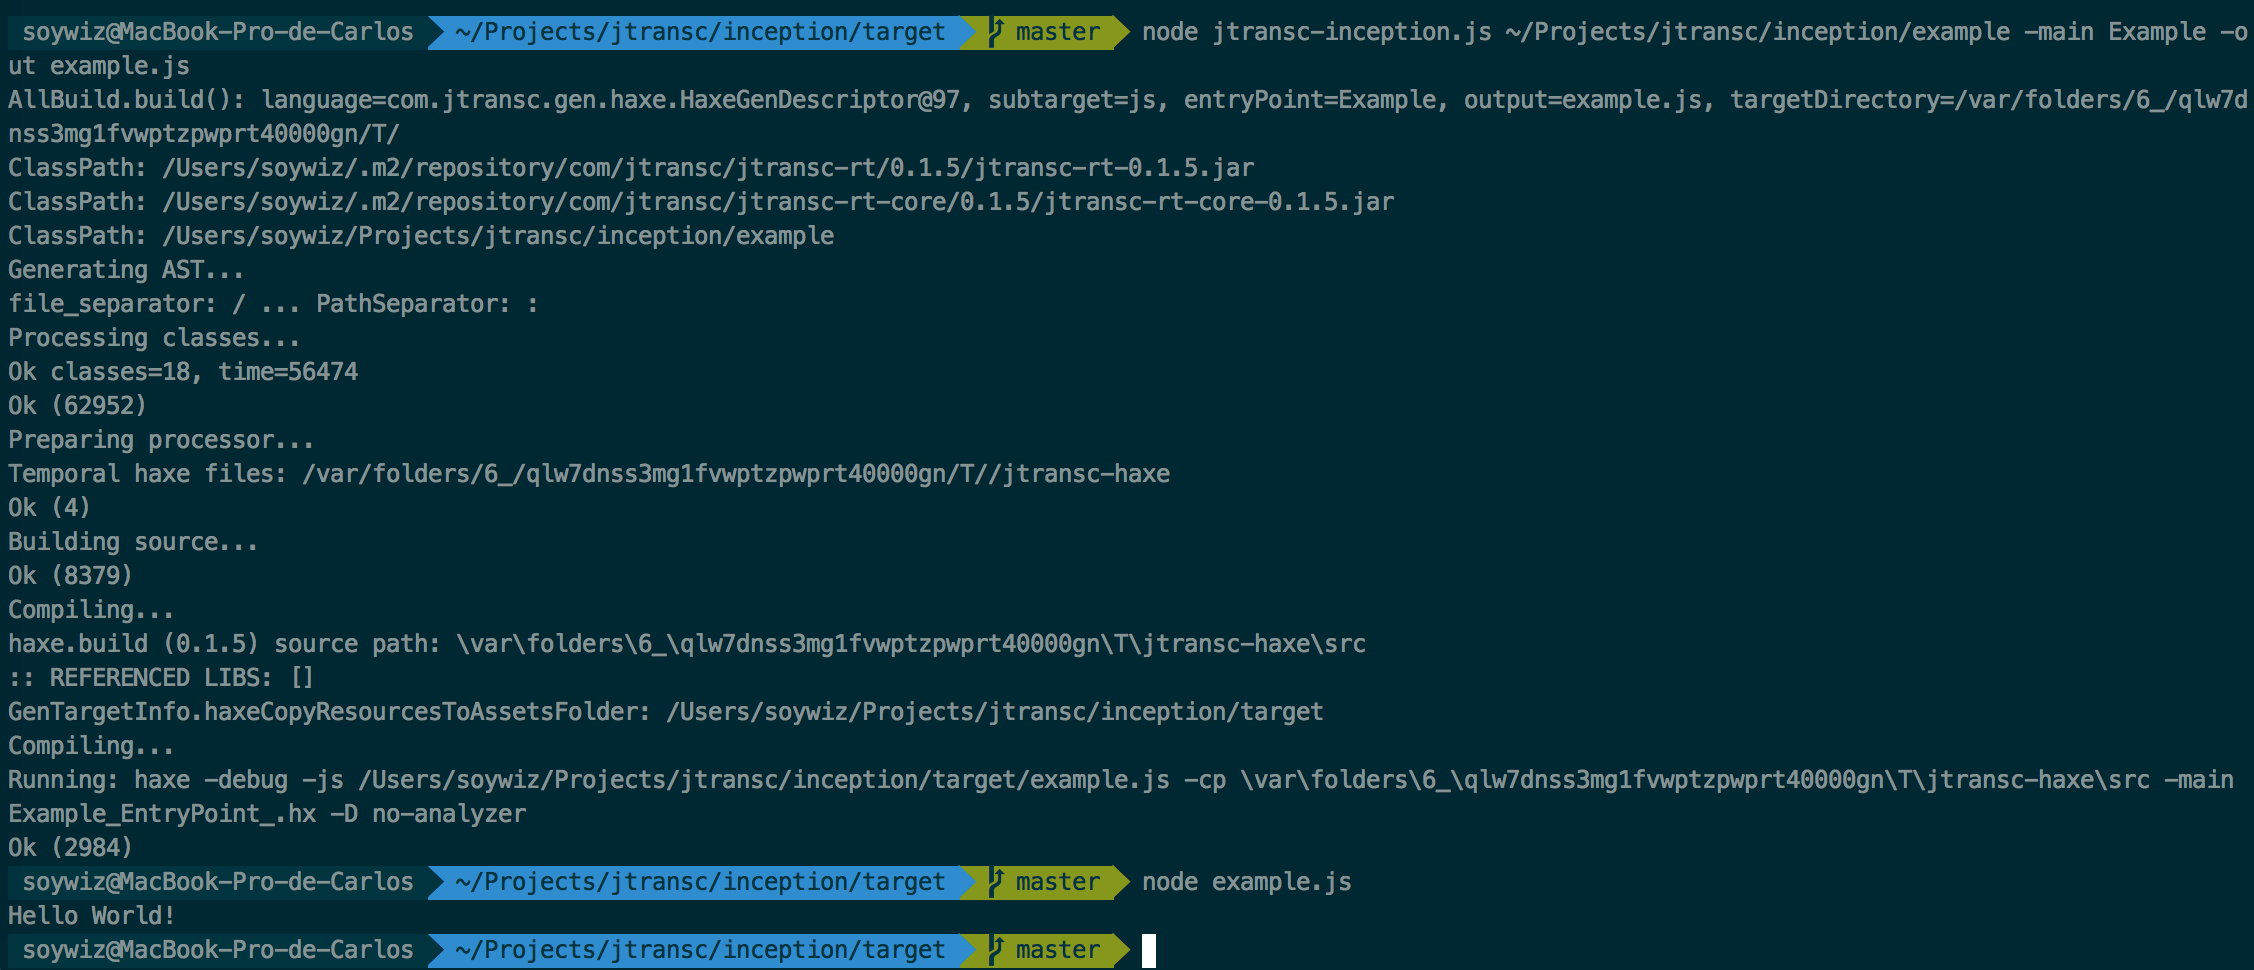 soywiz@MacBook-Pro-de-Carlos ~/Projects/jtransc/inception/target master node jtransc-inception.js ~/Projects/jtransc/inception/example -main Example -o
ut example.js
AllBuild.build(): language=com.jtransc.gen.haxe.HaxeGenDescriptor@97, subtarget=js, entryPoint=Example, output=example.js, targetDirectory=/var/folders/6_/qlw7d
nss3mg1fvwptzpwprt40000gn/T/
ClassPath: /Users/soywiz/.m2/repository/com/jtransc/jtransc-rt/0.1.5/jtransc-rt-0.1.5.jar
ClassPath: /Users/soywiz/.m2/repository/com/jtransc/jtransc-rt-core/0.1.5/jtransc-rt-core-0.1.5.jar
ClassPath: /Users/soywiz/Projects/jtransc/inception/example
Generating AST...
file_separator: / ... PathSeparator: :
Processing classes...
Ok classes=18, time=56474
Ok (62952)
Preparing processor...
Temporal haxe files: /var/folders/6_/qlw7dnss3mg1fvwptzpwprt40000gn/T//jtransc-haxe
Ok (4)
Building source...
Ok (8379)
Compiling...
haxe.build (0.1.5) source path: \var\folders\6_\qlw7dnss3mg1fvwptzpwprt40000gn\T\jtransc-haxe\src
:: REFERENCED LIBS: []
GenTargetInfo.haxeCopyResourcesToAssetsFolder: /Users/soywiz/Projects/jtransc/inception/target
Compiling...
Running: haxe -debug -js /Users/soywiz/Projects/jtransc/inception/target/example.js -cp \var\folders\6_\qlw7dnss3mg1fvwptzpwprt40000gn\T\jtransc-haxe\src -main
Example_EntryPoint_.hx -D no-analyzer
Ok (2984)
soywiz@MacBook-Pro-de-Carlos ~/Projects/jtransc/inception/target master node example.js
Hello World!
soywiz@MacBook-Pro-de-Carlos ~/Projects/jtransc/inception/target master